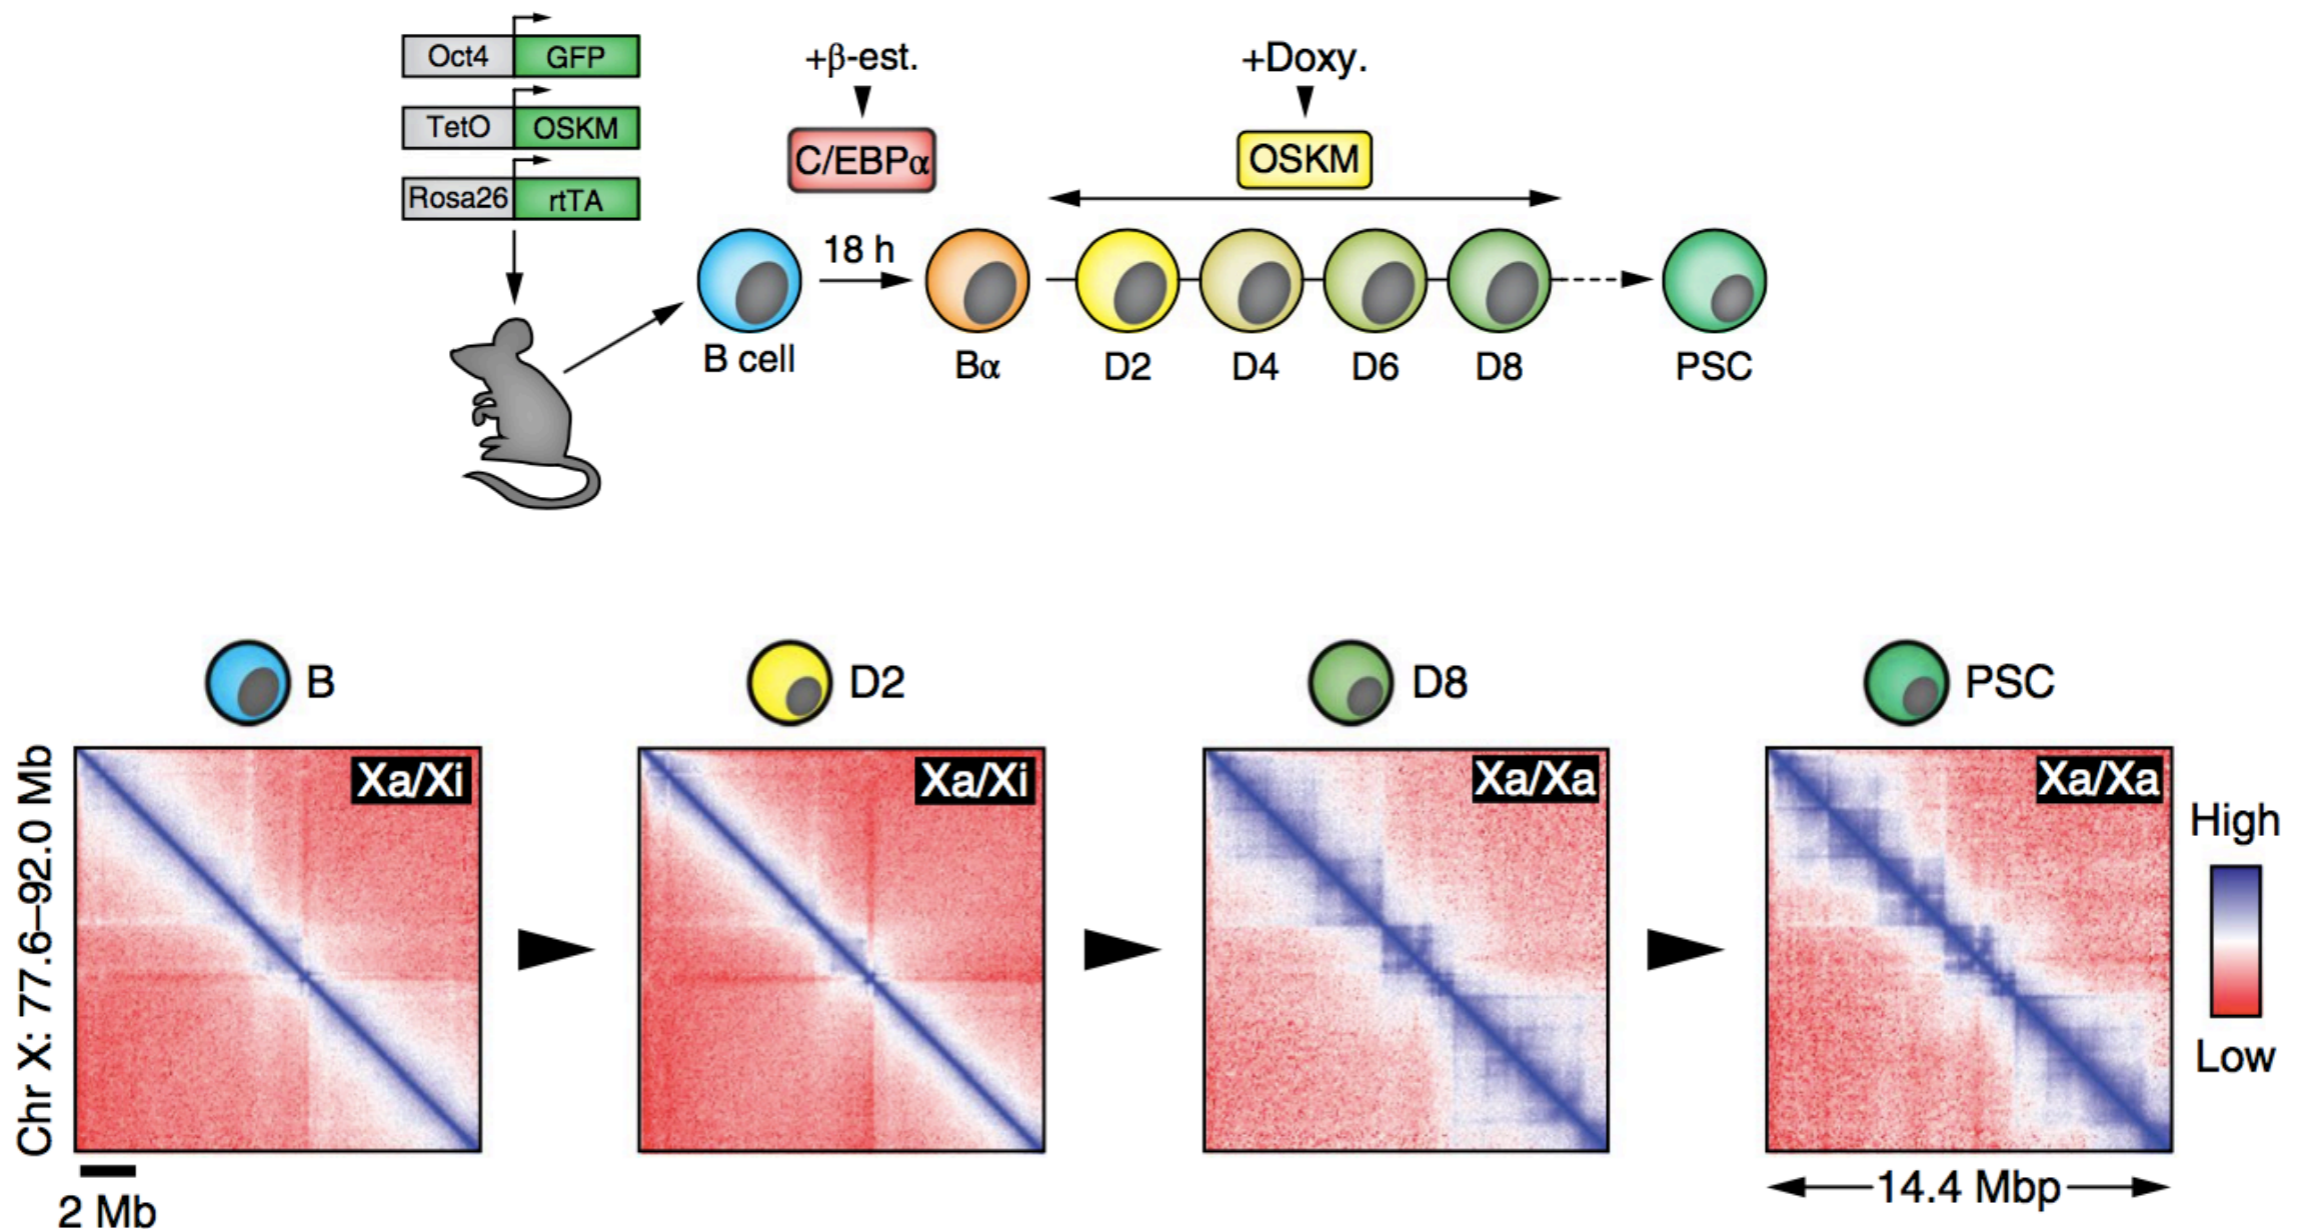 Oct4 GFP
TetO OSKM
Rosa26 rtTA
+β-est.
C/EBPα
+Doxy.
OSKM
18 h
B cell
Bα
D2
D4
D6
D8
PSC
B
D2
D8
PSC
Chr X: 77.6–92.0 Mb
Xa/Xi
Xa/Xi
Xa/Xa
Xa/Xa
High
Low
2 Mb
14.4 Mbp